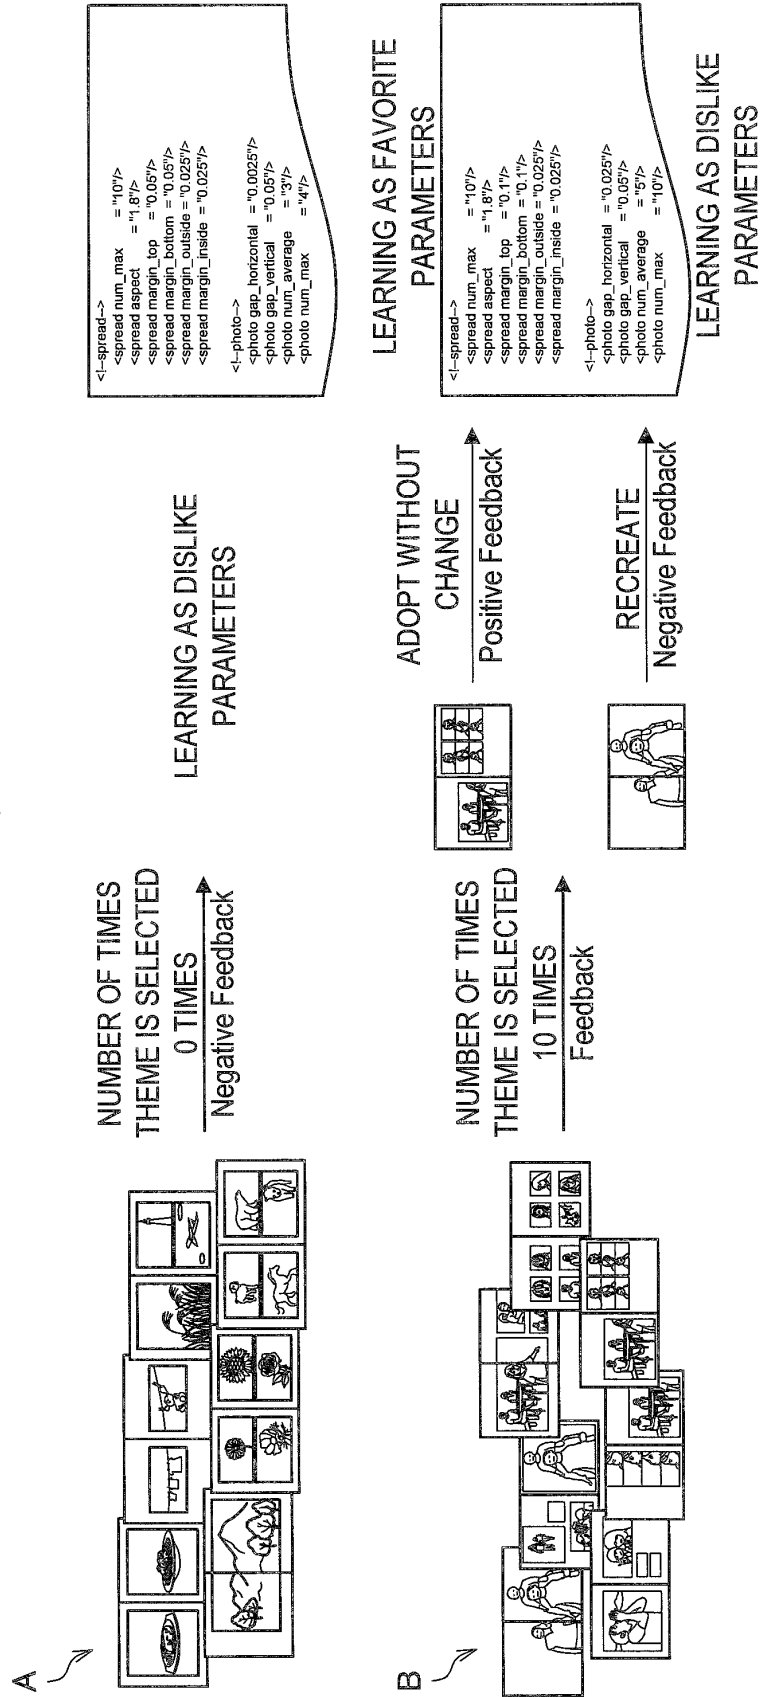 A
NUMBER OF TIMES
THEME IS SELECTED
0 TIMES
Negative Feedback
LEARNING AS DISLIKE
PARAMETERS
<!--spread-->
<spread num_max = "10"/>
<spread aspect = "1.8"/>
<spread margin_top = "0.05"/>
<spread margin_bottom = "0.05"/>
<spread margin_outside = "0.025"/>
<spread margin_inside = "0.025"/>
<!--photo-->
<photo gap_horizontal = "0.0025"/>
<photo gap_vertical = "0.05"/>
<photo num_average = "3"/>
<photo num_max = "4"/>
B
NUMBER OF TIMES
THEME IS SELECTED
10 TIMES
Feedback
ADOPT WITHOUT
CHANGE
Positive Feedback
RECREATE
Negative Feedback
LEARNING AS FAVORITE
PARAMETERS
<!--spread-->
<spread num_max = "10"/>
<spread aspect = "1.8"/>
<spread margin_top = "0.1"/>
<spread margin_bottom = "0.1"/>
<spread margin_outside = "0.025"/>
<spread margin_inside = "0.025"/>
<!--photo-->
<photo gap_horizontal = "0.025"/>
<photo gap_vertical = "0.05"/>
<photo num_average = "5"/>
<photo num_max = "10"/>
LEARNING AS DISLIKE
PARAMETERS